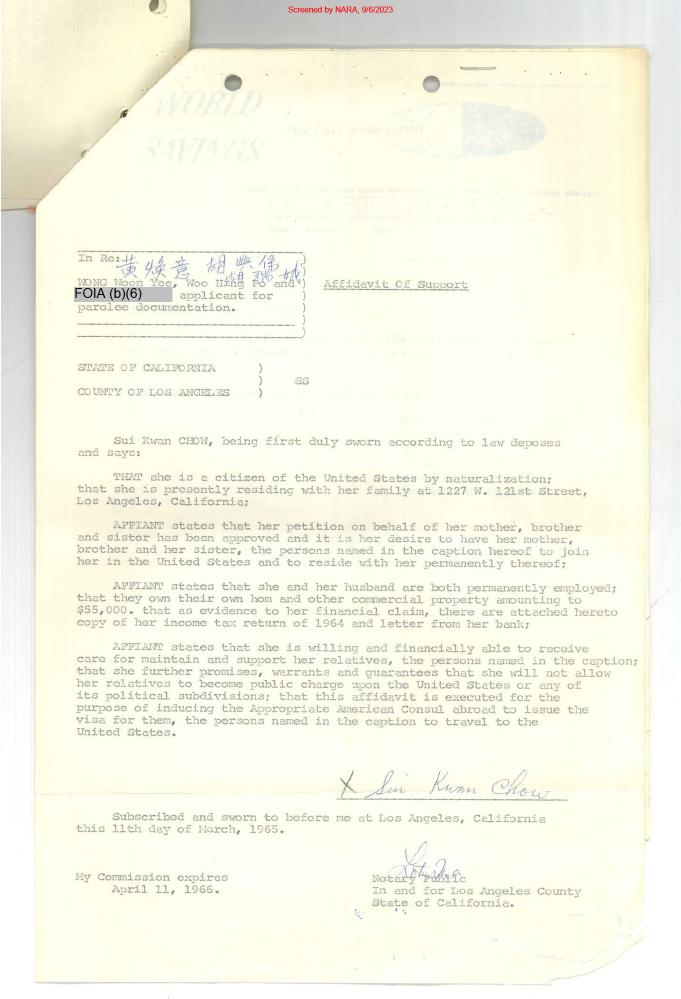 Screened by NARA, 9/6/2023
WORLD
SAVINGS
In Re:
黃煥意 胡興保
胡瑞娥
WONG Woon Yee, Woo Hing Po and
FOIA (b)(6) applicant for
parolee documentation.
Affidavit Of Support
STATE OF CALIFORNIA )
) SS
COUNTY OF LOS ANGELES )
Sui Kwan CHOW, being first duly sworn according to law deposes
and says:
THAT she is a citizen of the United States by naturalization;
that she is presently residing with her family at 1227 W. 121st Street,
Los Angeles, California;
AFFIANT states that her petition on behalf of her mother, brother
and sister has been approved and it is her desire to have her mother,
brother and her sister, the persons named in the caption hereof to join
her in the United States and to reside with her permanently thereof;
AFFIANT states that she and her husband are both permanently employed;
that they own their own hom and other commercial property amounting to
$55,000. that as evidence to her financial claim, there are attached hereto
copy of her income tax return of 1964 and letter from her bank;
AFFIANT states that she is willing and financially able to receive
care for maintain and support her relatives, the persons named in the caption;
that she further promises, warrants and guarantees that she will not allow
her relatives to become public charge upon the United States or any of
its political subdivisions; that this affidavit is executed for the
purpose of inducing the Appropriate American Consul abroad to issue the
visa for them, the persons named in the caption to travel to the
United States.
X Sui Kwan Chow
Subscribed and sworn to before me at Los Angeles, California
this 11th day of March, 1965.
My Commission expires
April 11, 1966.
Notary Public
In and for Los Angeles County
State of California.